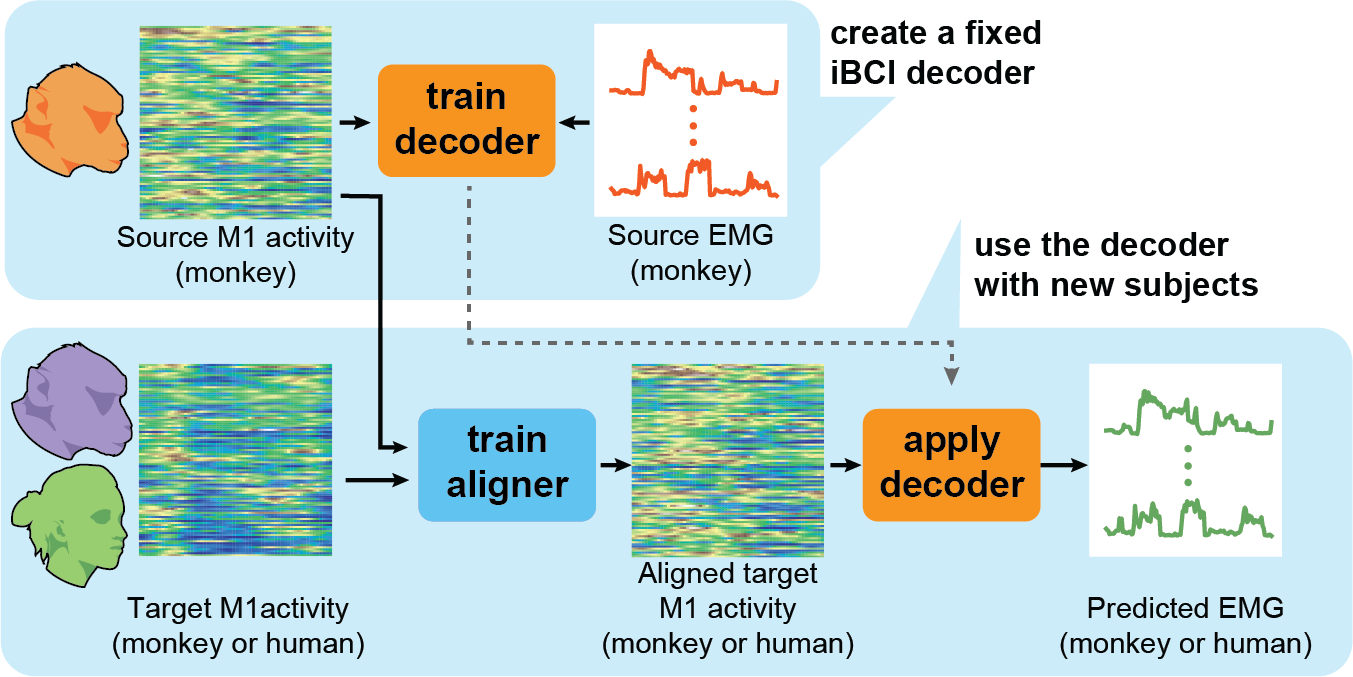 create a fixed
iBCI decoder
train
decoder
Source M1 activity
(monkey)
Source EMG
(monkey)
use the decoder
with new subjects
train
aligner
apply
decoder
Target M1activity
(monkey or human)
Aligned target
M1 activity
(monkey or human)
Predicted EMG
(monkey or human)